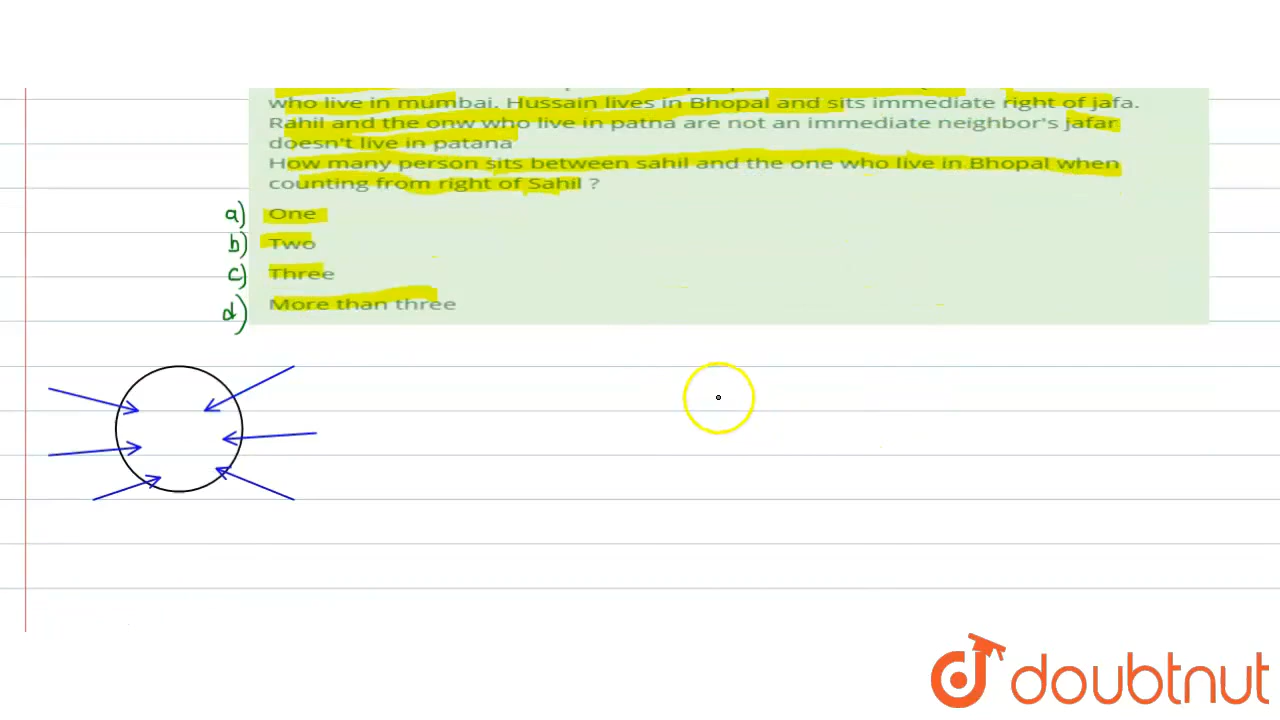 who live in mumbai. Hussain lives in Bhopal and sits immediate right of jafa.
Rahil and the onw who live in patna are not an immediate neighbor's jafar
doesn't live in patana
How many person sits between sahil and the one who live in Bhopal when
counting from right of Sahil ?
a) One
b) Two
c) Three
d) More than three
doubtnut